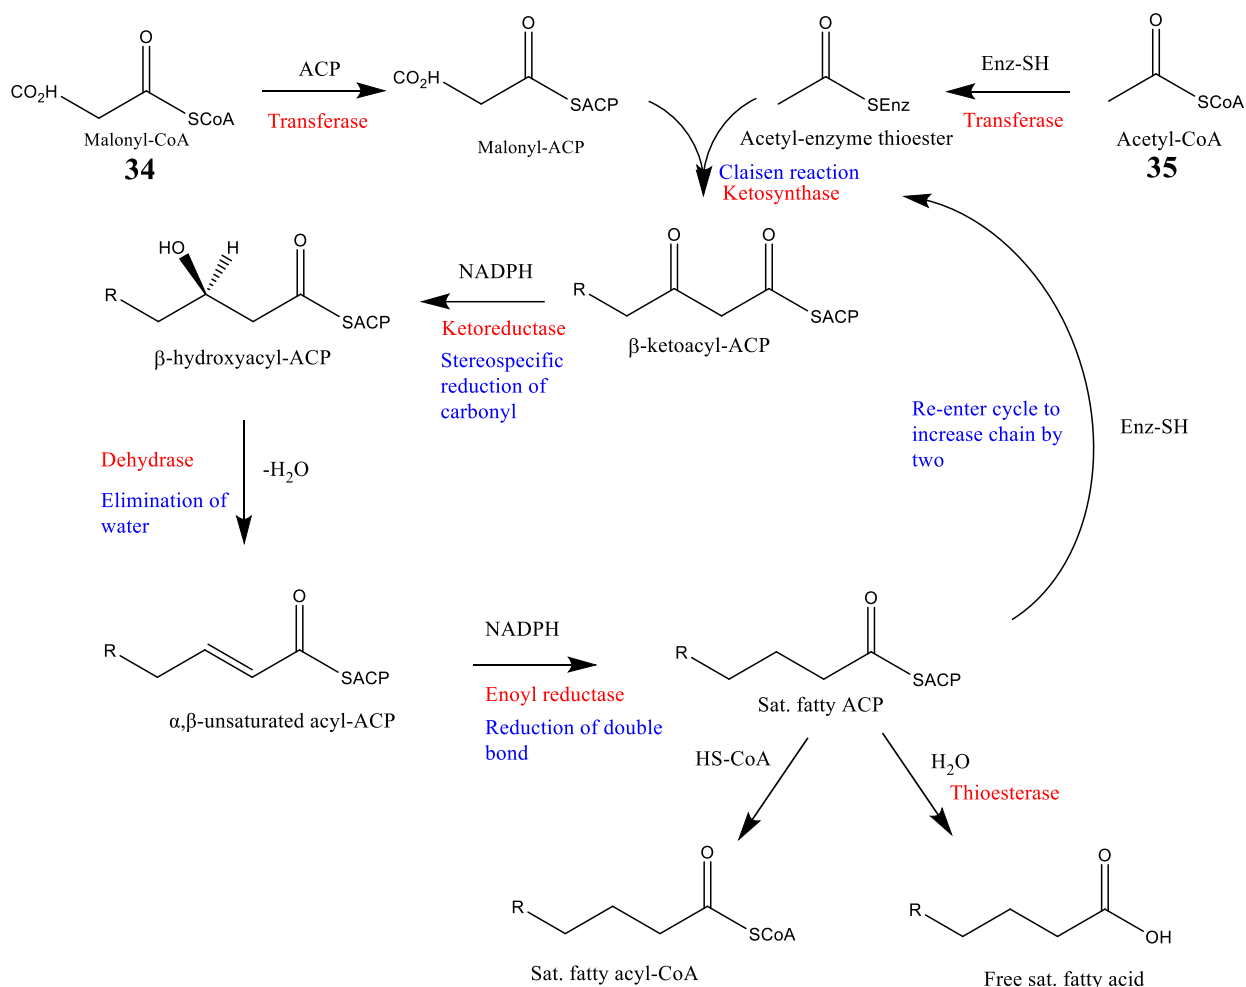 O
O
O
O
CO₂H
ACP
CO₂H
Enz-SH
SCoA
Transferase
SACP
SEnz
Transferase
SCoA
Malonyl-CoA
Malonyl-ACP
Acetyl-enzyme thioester
Acetyl-CoA
34
35
Claisen reaction
Ketosynthase
HO
H
O
NADPH
O
O
R
R
SACP
Ketoreductase
SACP
β-hydroxyacyl-ACP
β-ketoacyl-ACP
Stereospecific
reduction of
carbonyl
Re-enter cycle to
increase chain by
two
Enz-SH
Dehydrase
-H₂O
Elimination of
water
O
NADPH
O
R
R
SACP
Enoyl reductase
SACP
α,β-unsaturated acyl-ACP
Sat. fatty ACP
Reduction of double
bond
HS-CoA
H₂O
Thioesterase
O
O
R
R
SCoA
OH
Sat. fatty acyl-CoA
Free sat. fatty acid